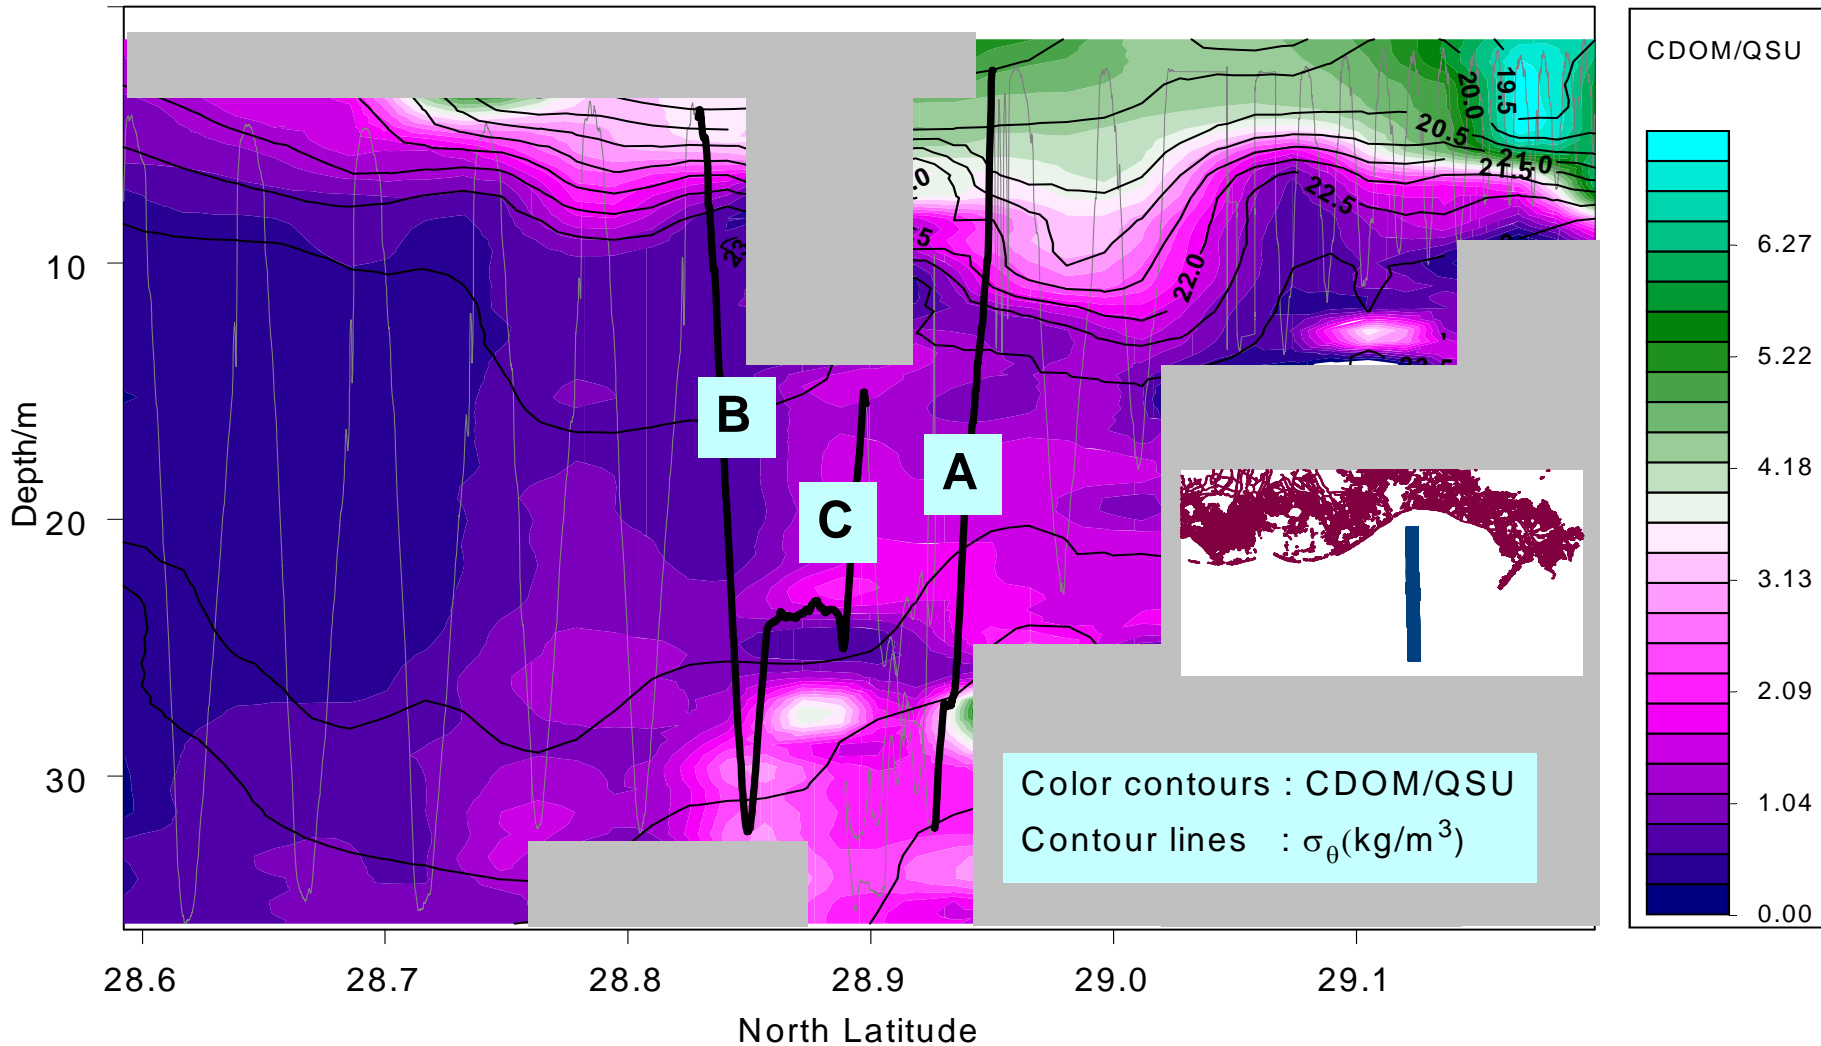 CDOM/QSU
6.27
5.22
4.18
3.13
2.09
1.04
0.00
Depth/m
10
20
30
19.5
20.0
20.5
21.0
21.5
22.5
22.0
B
C
A
Color contours : CDOM/QSU
Contour lines : σθ(kg/m³)
28.6 28.7 28.8 28.9 29.0 29.1
North Latitude